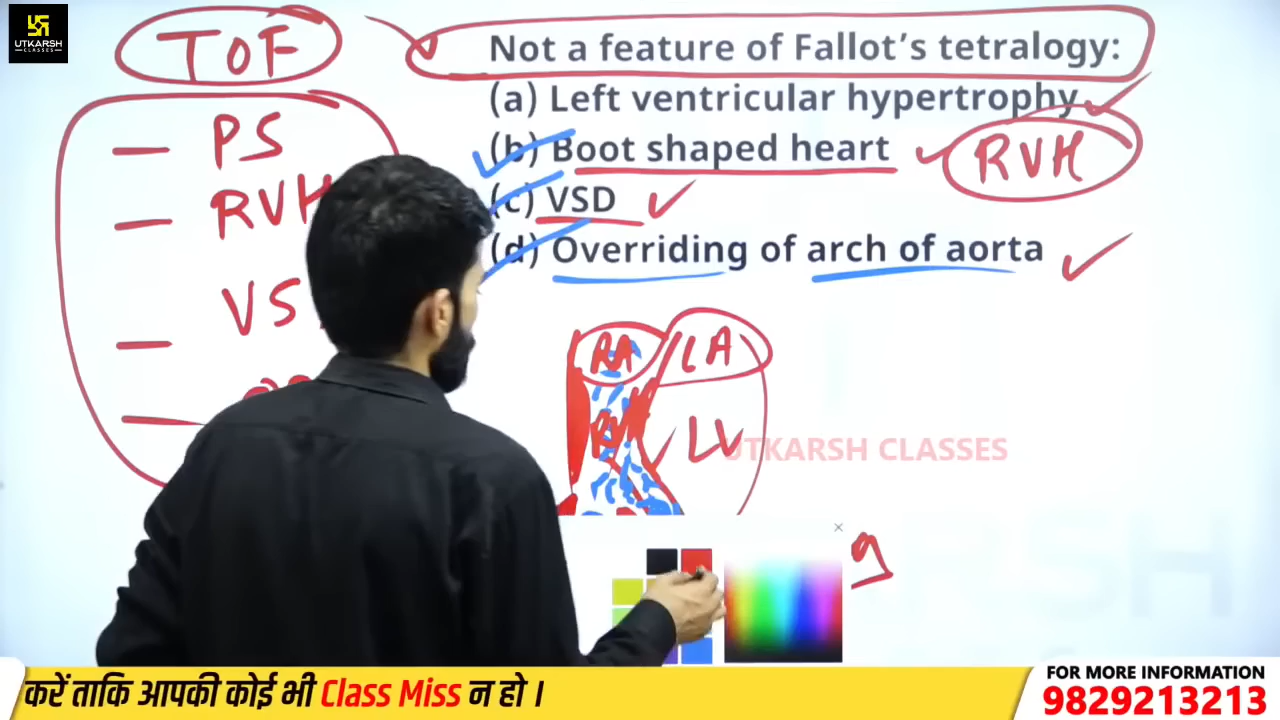 UTKARSH
CLASSES
TOF
PS
RVH
VS
Not a feature of Fallot's tetralogy:
(a) Left ventricular hypertrophy
(b) Boot shaped heart
RVH
(c) VSD
(d) Overriding of arch of aorta
RA
LA
LV
UTKARSH CLASSES
करें ताकि आपकी कोई भी Class Miss न हो ।
FOR MORE INFORMATION
9829213213